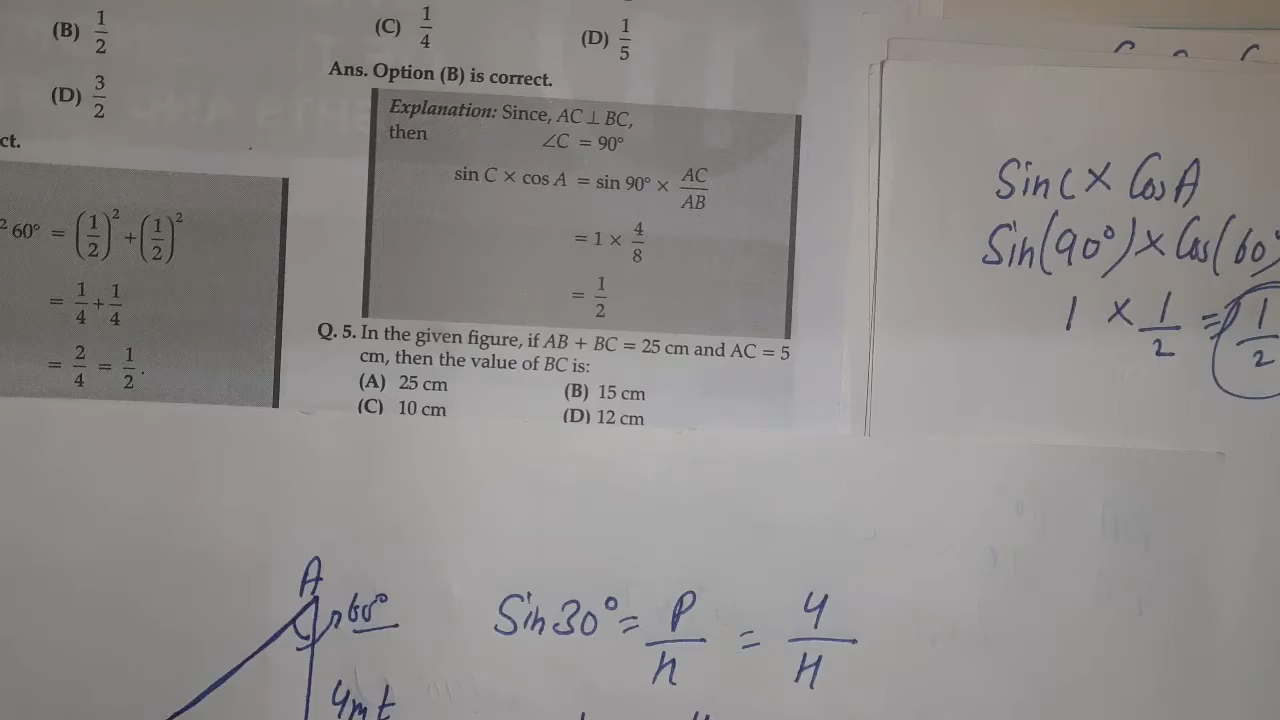 (B) 1/2
(D) 3/2
ct.
² 60° = (1/2)² + (1/2)²
= 1/4 + 1/4
= 2/4 = 1/2.
(C) 1/4
(D) 1/5
Ans. Option (B) is correct.
Explanation: Since, AC ⊥ BC,
then ∠C = 90°
sin C × cos A = sin 90° × AC/AB
= 1 × 4/8
= 1/2
Q. 5. In the given figure, if AB + BC = 25 cm and AC = 5
cm, then the value of BC is:
(A) 25 cm (B) 15 cm
(C) 10 cm (D) 12 cm
Sin C × Cos A
Sin(90°) × Cos(60°
1 × 1/2 = 1/2
A
60°
4mt
Sin 30° = P/h = 4/H